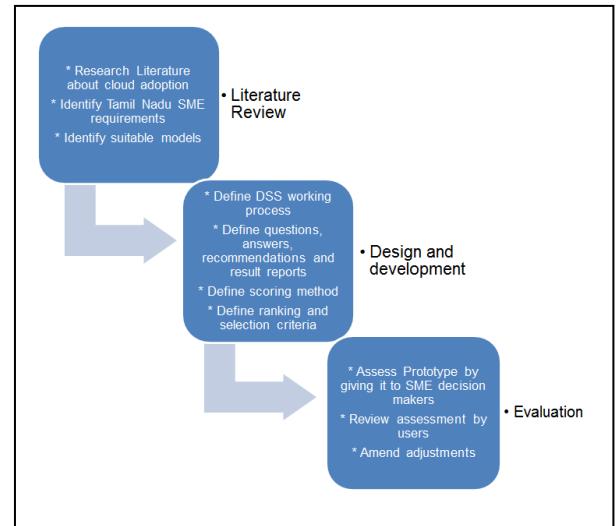 * Research Literature
about cloud adoption
* Identify Tamil Nadu SME
requirements
* Identify suitable models
• Literature
Review
* Define DSS working
process
* Define questions,
answers,
recommendations and
result reports
* Define scoring method
* Define ranking and
selection criteria
• Design and
development
* Assess Prototype by
giving it to SME decision
makers
* Review assessment by
users
* Amend adjustments
• Evaluation